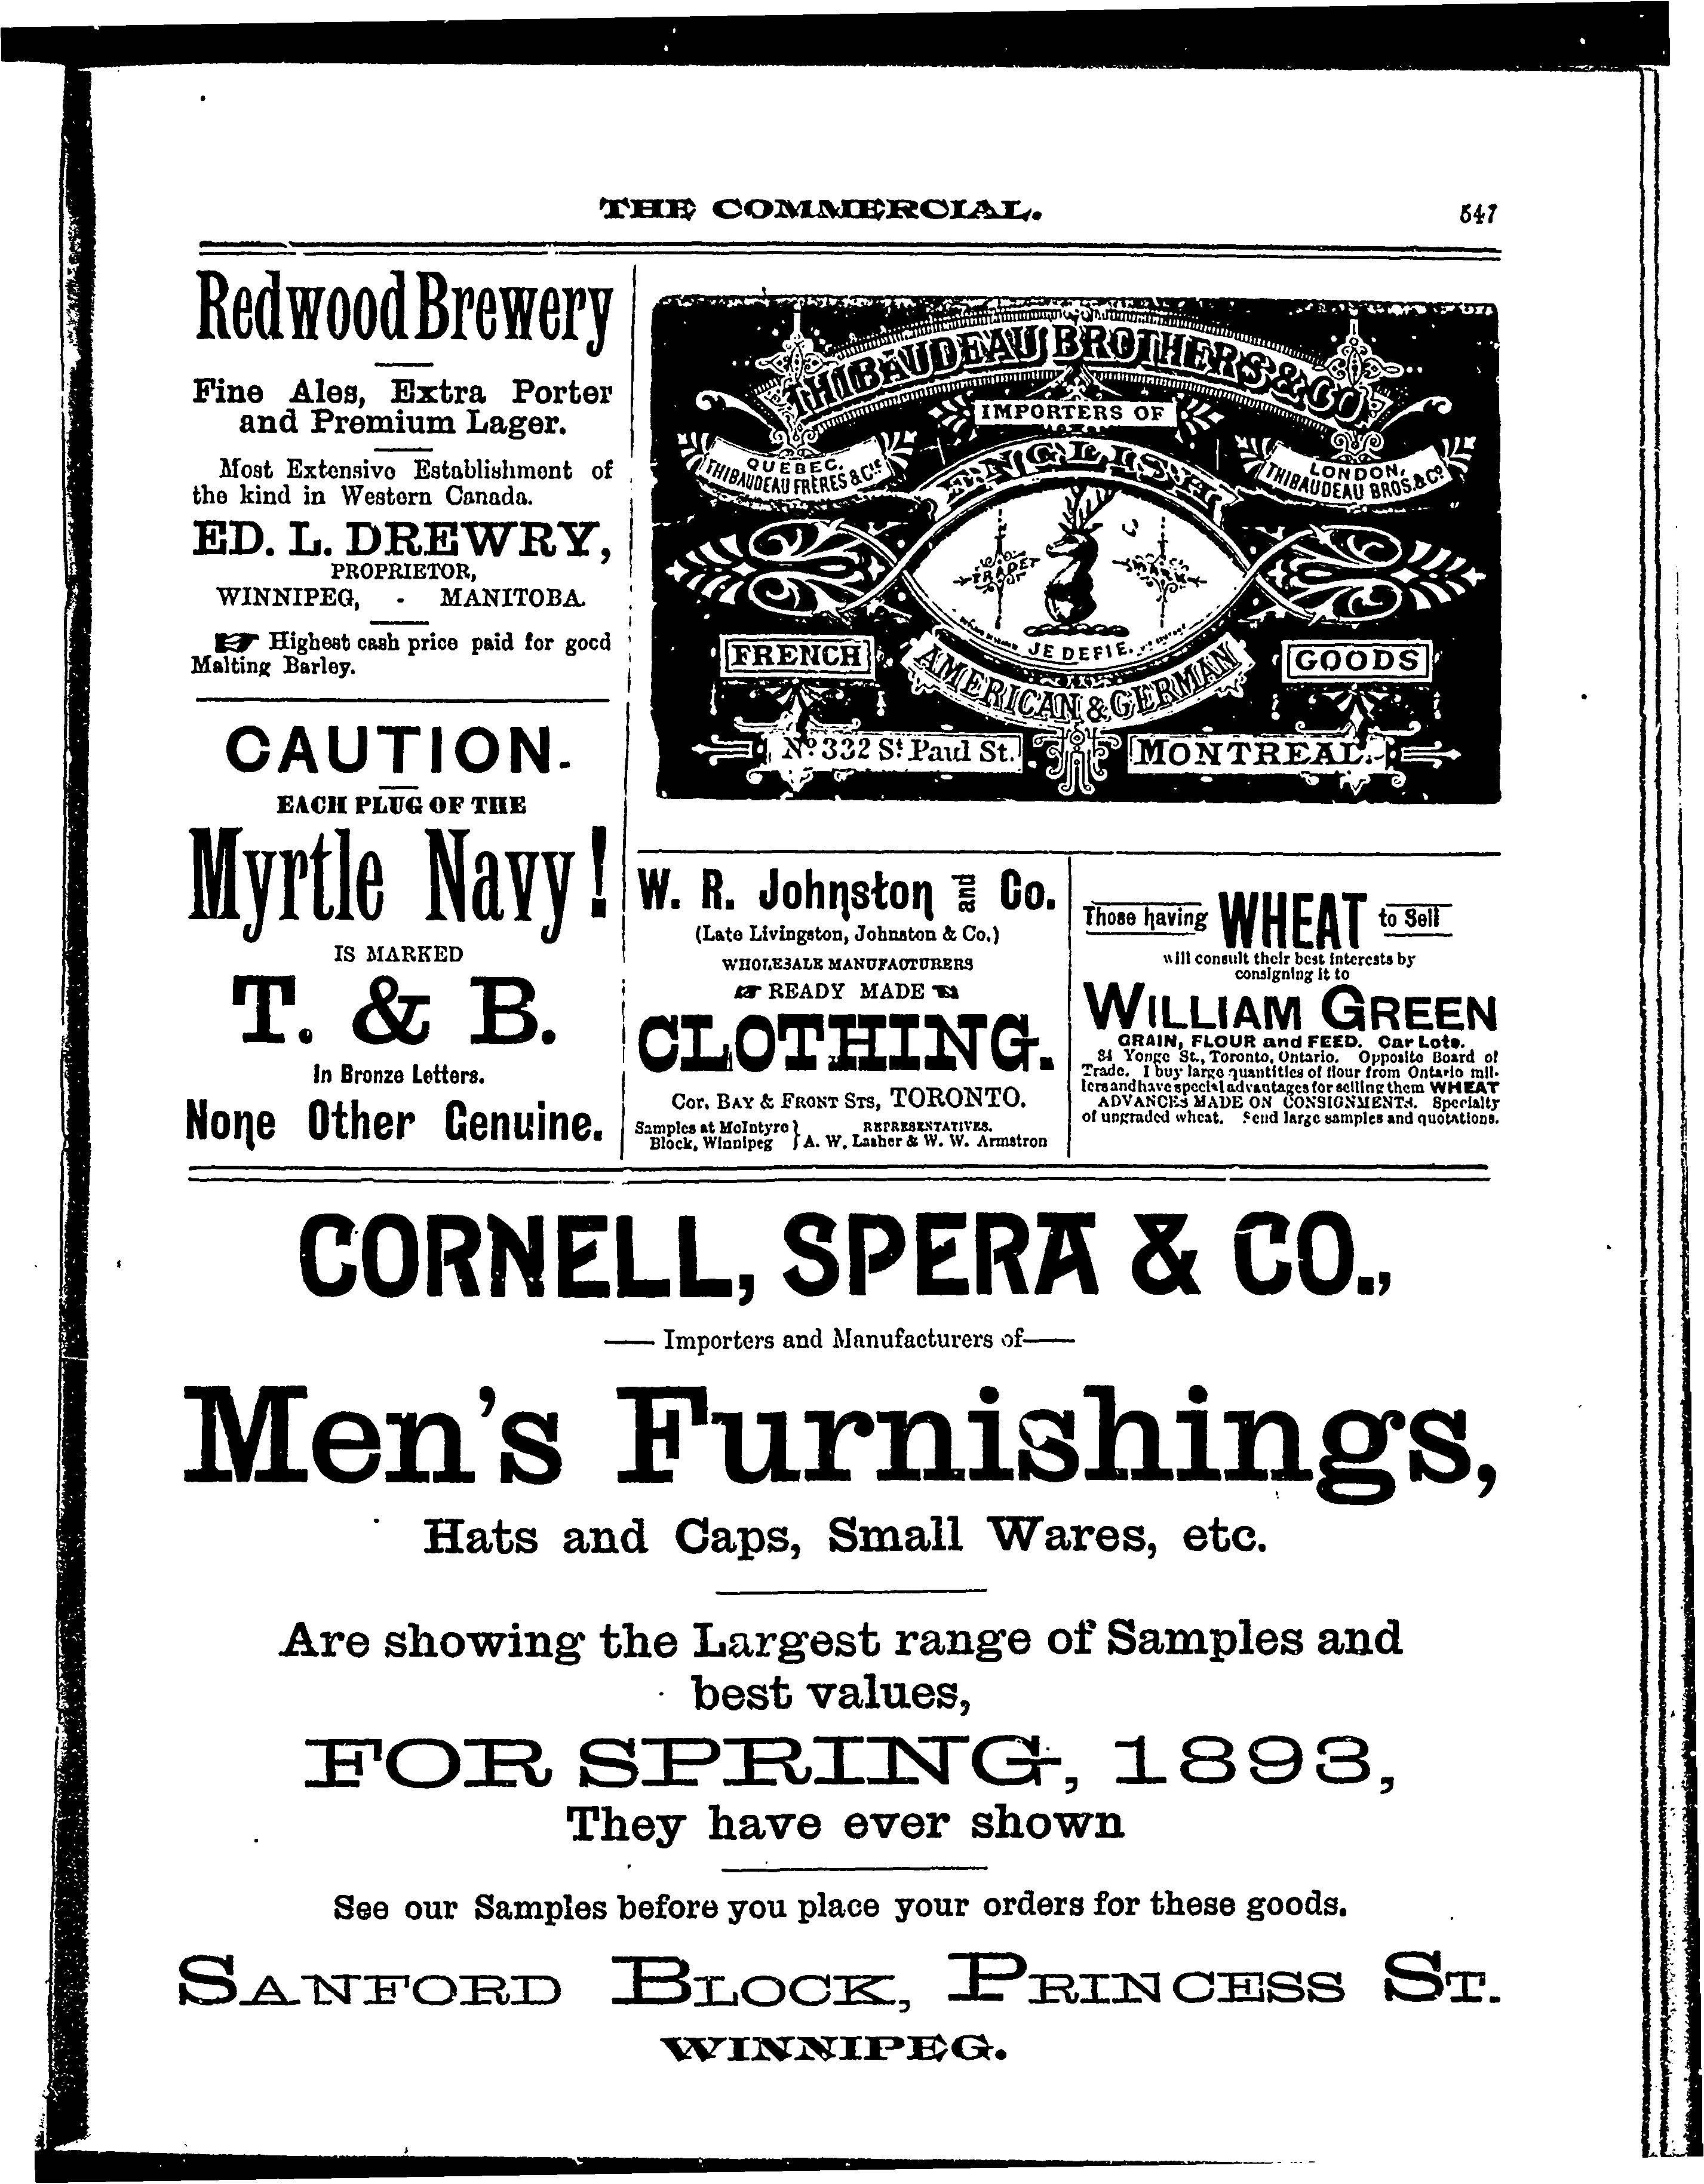 THE COMMERCIAL.
547
Redwood Brewery
Fine Ales, Extra Porter
and Premium Lager.
Most Extensive Establishment of
the kind in Western Canada.
ED. L. DREWRY,
PROPRIETOR,
WINNIPEG, - MANITOBA.
☞ Highest cash price paid for good
Malting Barley.
CAUTION.
EACH PLUG OF THE
Myrtle Navy!
IS MARKED
T. & B.
In Bronze Letters.
None Other Genuine.
THIBAUDEAU BROTHERS & CO.
IMPORTERS OF
QUEBEC,
THIBAUDEAU FRÈRES & CIE
LONDON,
THIBAUDEAU BROS. & CO
ENGLISH
TRADE MARK
JE DEFIE.
FRENCH
AMERICAN & GERMAN
GOODS
No 332 St Paul St.
MONTREAL.
W. R. Johnston and Co.
(Late Livingston, Johnston & Co.)
WHOLESALE MANUFACTURERS
☞ READY MADE ☜
CLOTHING.
Cor. BAY & FRONT STS, TORONTO.
Samples at McIntyre } REPRESENTATIVES.
Block, Winnipeg } A. W. Lasher & W. W. Armstron
Those having WHEAT to Sell
will consult their best interests by
consigning it to
WILLIAM GREEN
GRAIN, FLOUR and FEED. Car Lots.
84 Yonge St., Toronto, Ontario. Opposite Board of
Trade. I buy large quantities of flour from Ontario mil-
lers and have special advantages for selling them WHEAT
ADVANCES MADE ON CONSIGNMENTS. Specialty
of ungraded wheat. Send large samples and quotations.
CORNELL, SPERA & CO.,
— Importers and Manufacturers of —
Men's Furnishings,
Hats and Caps, Small Wares, etc.
Are showing the Largest range of Samples and
best values,
FOR SPRING, 1893,
They have ever shown
See our Samples before you place your orders for these goods.
SANFORD BLOCK, PRINCESS ST.
WINNIPEG.